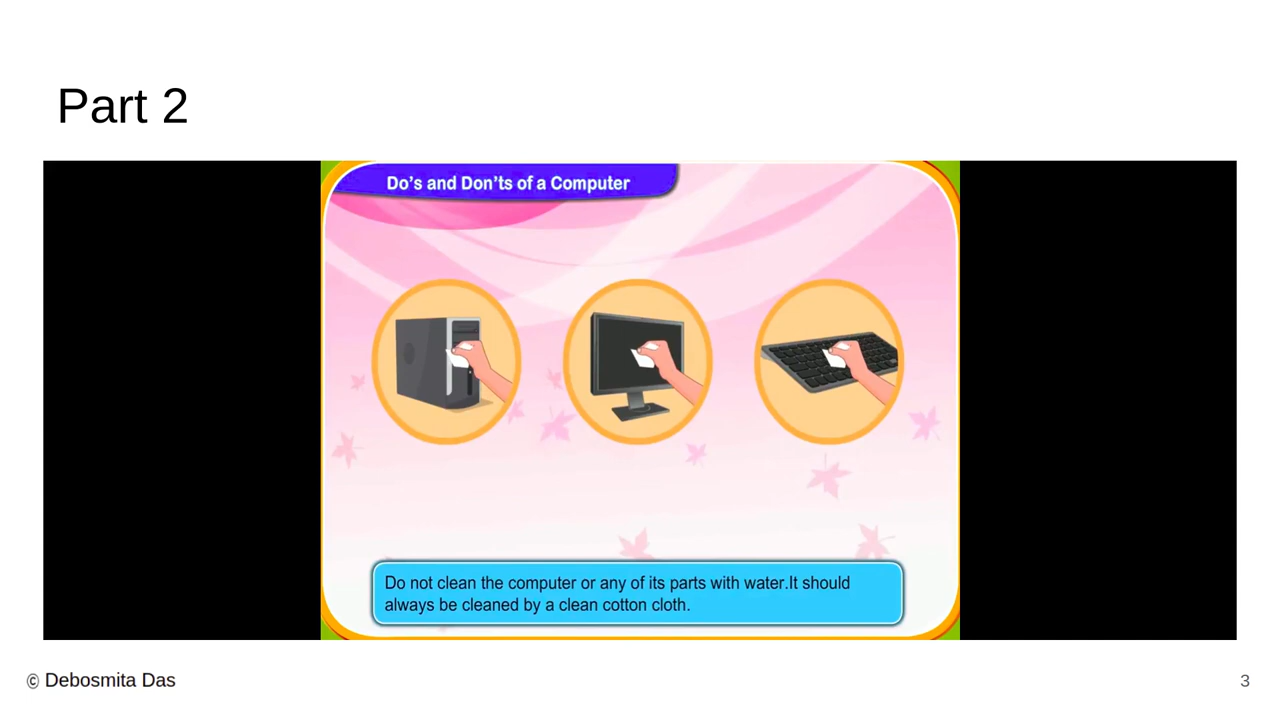 Part 2
Do's and Don'ts of a Computer
Do not clean the computer or any of its parts with water.It should
always be cleaned by a clean cotton cloth.
© Debosmita Das
3